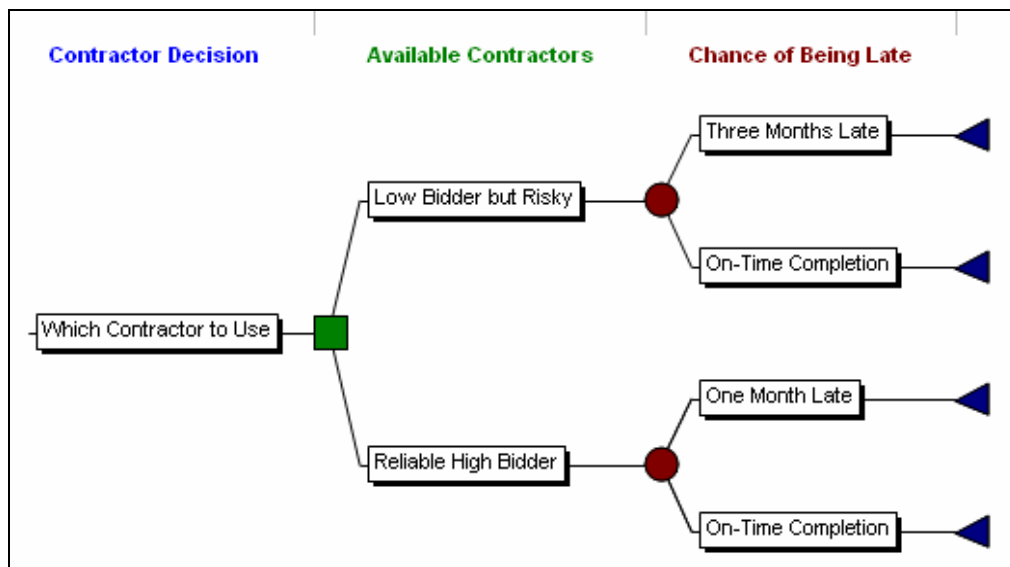 Contractor Decision
Available Contractors
Chance of Being Late
Three Months Late
Low Bidder but Risky
On-Time Completion
Which Contractor to Use
One Month Late
Reliable High Bidder
On-Time Completion